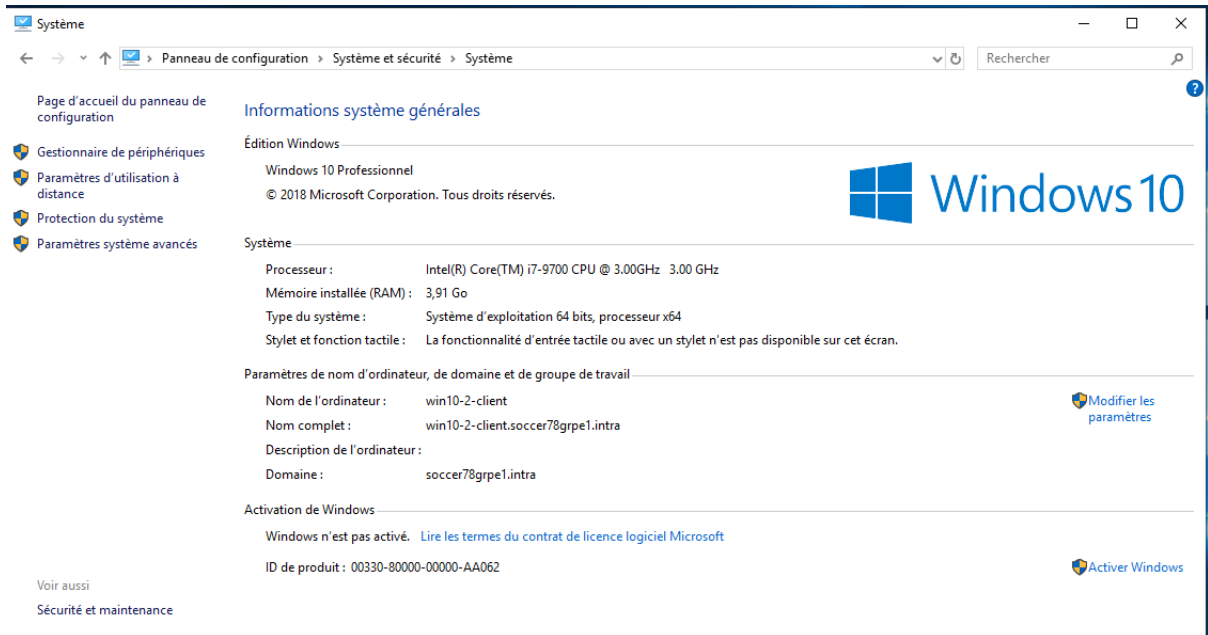 Système
Panneau de configuration > Système et sécurité > Système
Rechercher
Page d'accueil du panneau de
configuration
Gestionnaire de périphériques
Paramètres d'utilisation à
distance
Protection du système
Paramètres système avancés
Informations système générales
Édition Windows
Windows 10 Professionnel
© 2018 Microsoft Corporation. Tous droits réservés.
Windows 10
Système
Processeur : Intel(R) Core(TM) i7-9700 CPU @ 3.00GHz 3.00 GHz
Mémoire installée (RAM) : 3,91 Go
Type du système : Système d'exploitation 64 bits, processeur x64
Stylet et fonction tactile : La fonctionnalité d'entrée tactile ou avec un stylet n'est pas disponible sur cet écran.
Paramètres de nom d'ordinateur, de domaine et de groupe de travail
Nom de l'ordinateur : win10-2-client
Modifier les
paramètres
Nom complet : win10-2-client.soccer78grpe1.intra
Description de l'ordinateur :
Domaine : soccer78grpe1.intra
Activation de Windows
Windows n'est pas activé. Lire les termes du contrat de licence logiciel Microsoft
ID de produit : 00330-80000-00000-AA062
Activer Windows
Voir aussi
Sécurité et maintenance